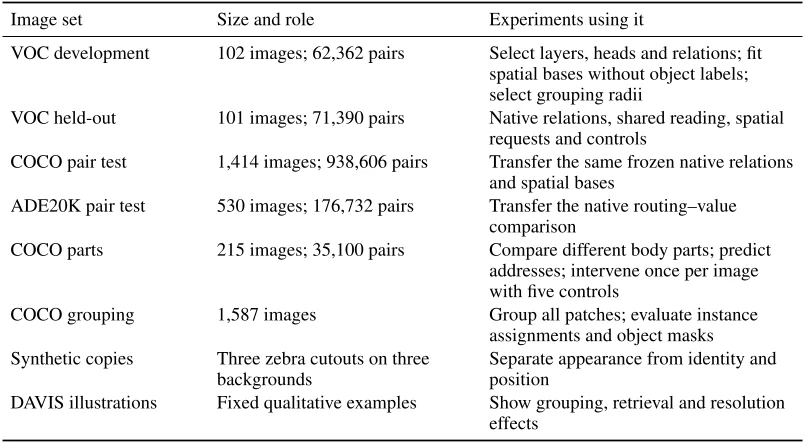 Image set Size and role Experiments using it
VOC development 102 images; 62,362 pairs Select layers, heads and relations; fit
spatial bases without object labels;
select grouping radii
VOC held-out 101 images; 71,390 pairs Native relations, shared reading, spatial
requests and controls
COCO pair test 1,414 images; 938,606 pairs Transfer the same frozen native relations
and spatial bases
ADE20K pair test 530 images; 176,732 pairs Transfer the native routing–value
comparison
COCO parts 215 images; 35,100 pairs Compare different body parts; predict
addresses; intervene once per image
with five controls
COCO grouping 1,587 images Group all patches; evaluate instance
assignments and object masks
Synthetic copies Three zebra cutouts on three Separate appearance from identity and
backgrounds position
DAVIS illustrations Fixed qualitative examples Show grouping, retrieval and resolution
effects